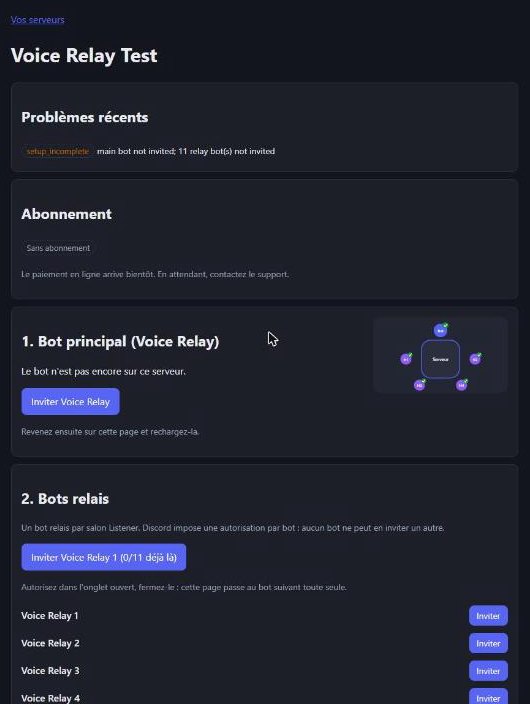 Vos serveurs
Voice Relay Test
Problèmes récents
setup_incomplete main bot not invited; 11 relay bot(s) not invited
Abonnement
Sans abonnement
Le paiement en ligne arrive bientôt. En attendant, contactez le support.
1. Bot principal (Voice Relay)
Le bot n'est pas encore sur ce serveur.
Inviter Voice Relay
Revenez ensuite sur cette page et rechargez-la.
Serveur
2. Bots relais
Un bot relais par salon Listener. Discord impose une autorisation par bot : aucun bot ne peut en inviter un autre.
Inviter Voice Relay 1 (0/11 déjà là)
Autorisez dans l'onglet ouvert, fermez-le : cette page passe au bot suivant toute seule.
Voice Relay 1 Inviter
Voice Relay 2 Inviter
Voice Relay 3 Inviter
Voice Relay 4 Inviter